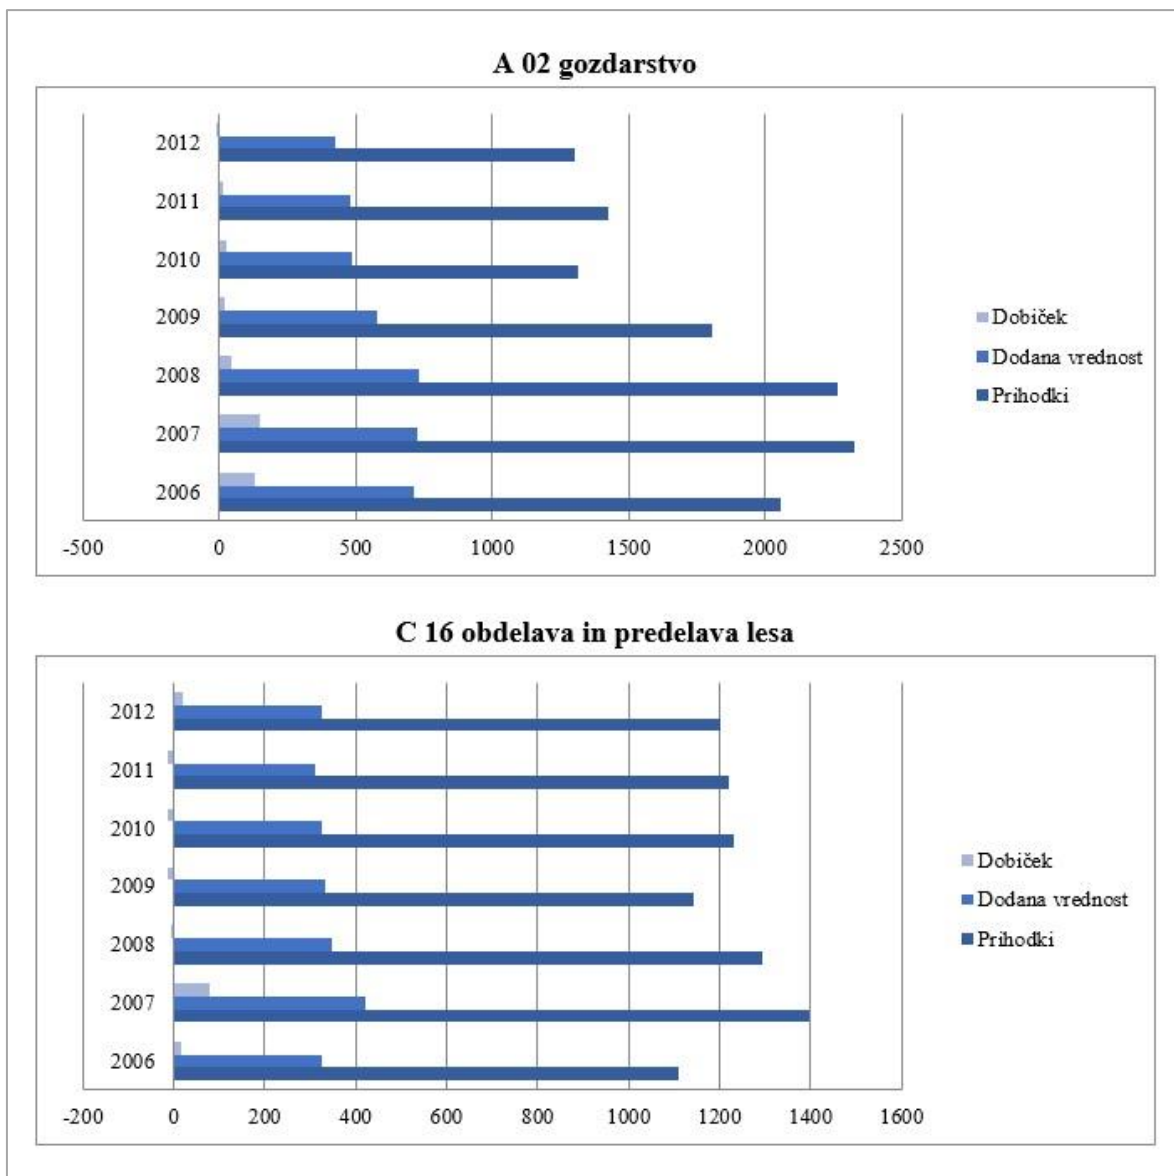 A 02 gozdarstvo
2012
2011
2010
2009
2008
2007
2006
-500 0 500 1000 1500 2000 2500
Dobiček
Dodana vrednost
Prihodki
C 16 obdelava in predelava lesa
2012
2011
2010
2009
2008
2007
2006
-200 0 200 400 600 800 1000 1200 1400 1600
Dobiček
Dodana vrednost
Prihodki